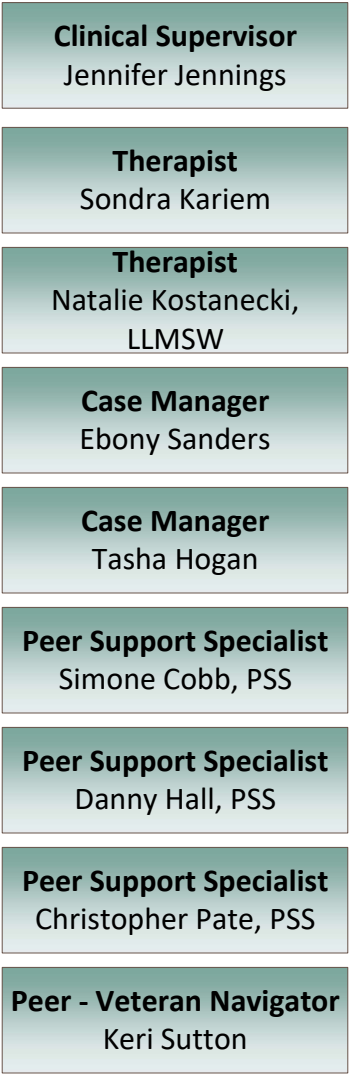 Clinical Supervisor
Jennifer Jennings
Therapist
Sondra Kariem
Therapist
Natalie Kostanecki,
LLMSW
Case Manager
Ebony Sanders
Case Manager
Tasha Hogan
Peer Support Specialist
Simone Cobb, PSS
Peer Support Specialist
Danny Hall, PSS
Peer Support Specialist
Christopher Pate, PSS
Peer - Veteran Navigator
Keri Sutton